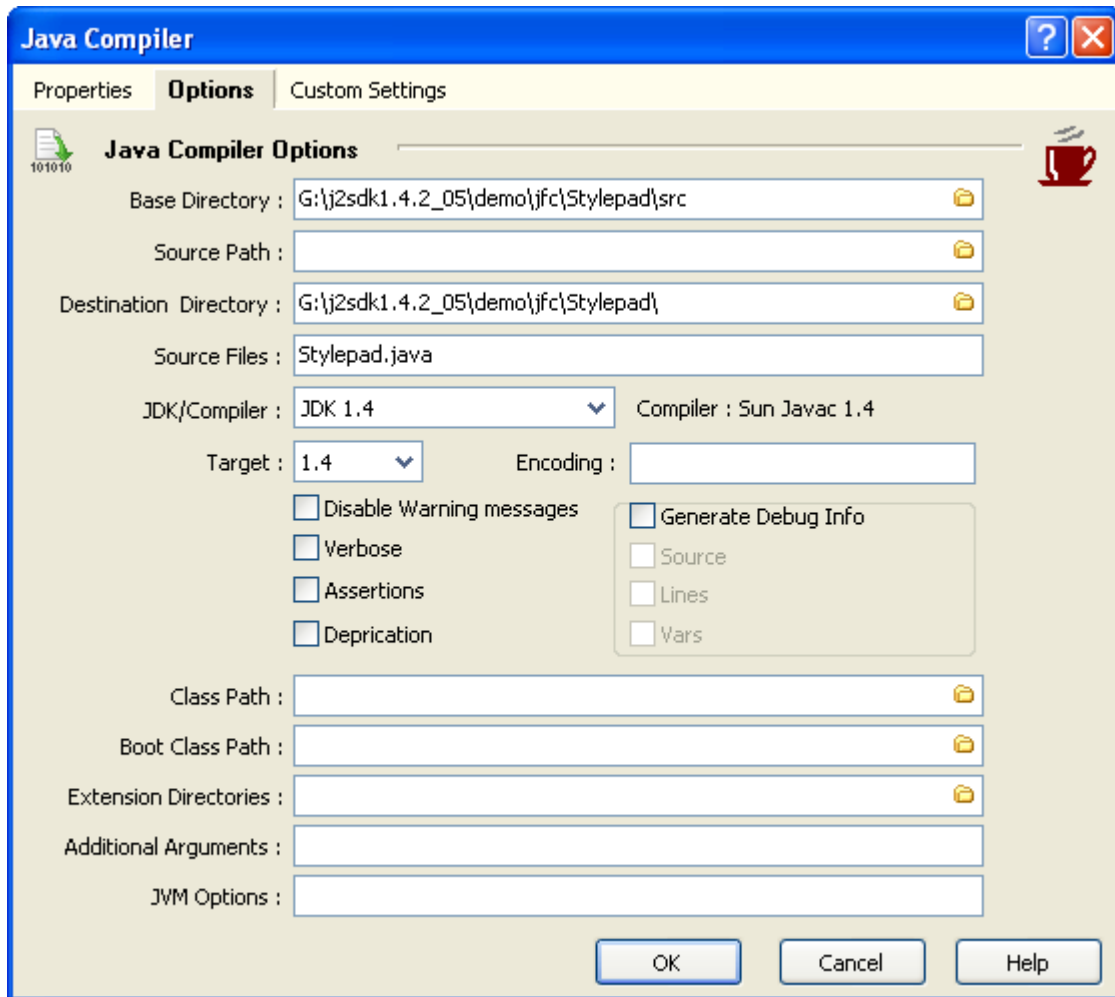 Java Compiler
Properties Options Custom Settings
Java Compiler Options
101010
Base Directory : G:\j2sdk1.4.2_05\demo\jfc\Stylepad\src
Source Path :
Destination Directory : G:\j2sdk1.4.2_05\demo\jfc\Stylepad\
Source Files : Stylepad.java
JDK/Compiler : JDK 1.4 Compiler : Sun Javac 1.4
Target : 1.4 Encoding :
Disable Warning messages Generate Debug Info
Verbose Source
Assertions Lines
Deprication Vars
Class Path :
Boot Class Path :
Extension Directories :
Additional Arguments :
JVM Options :
OK Cancel Help